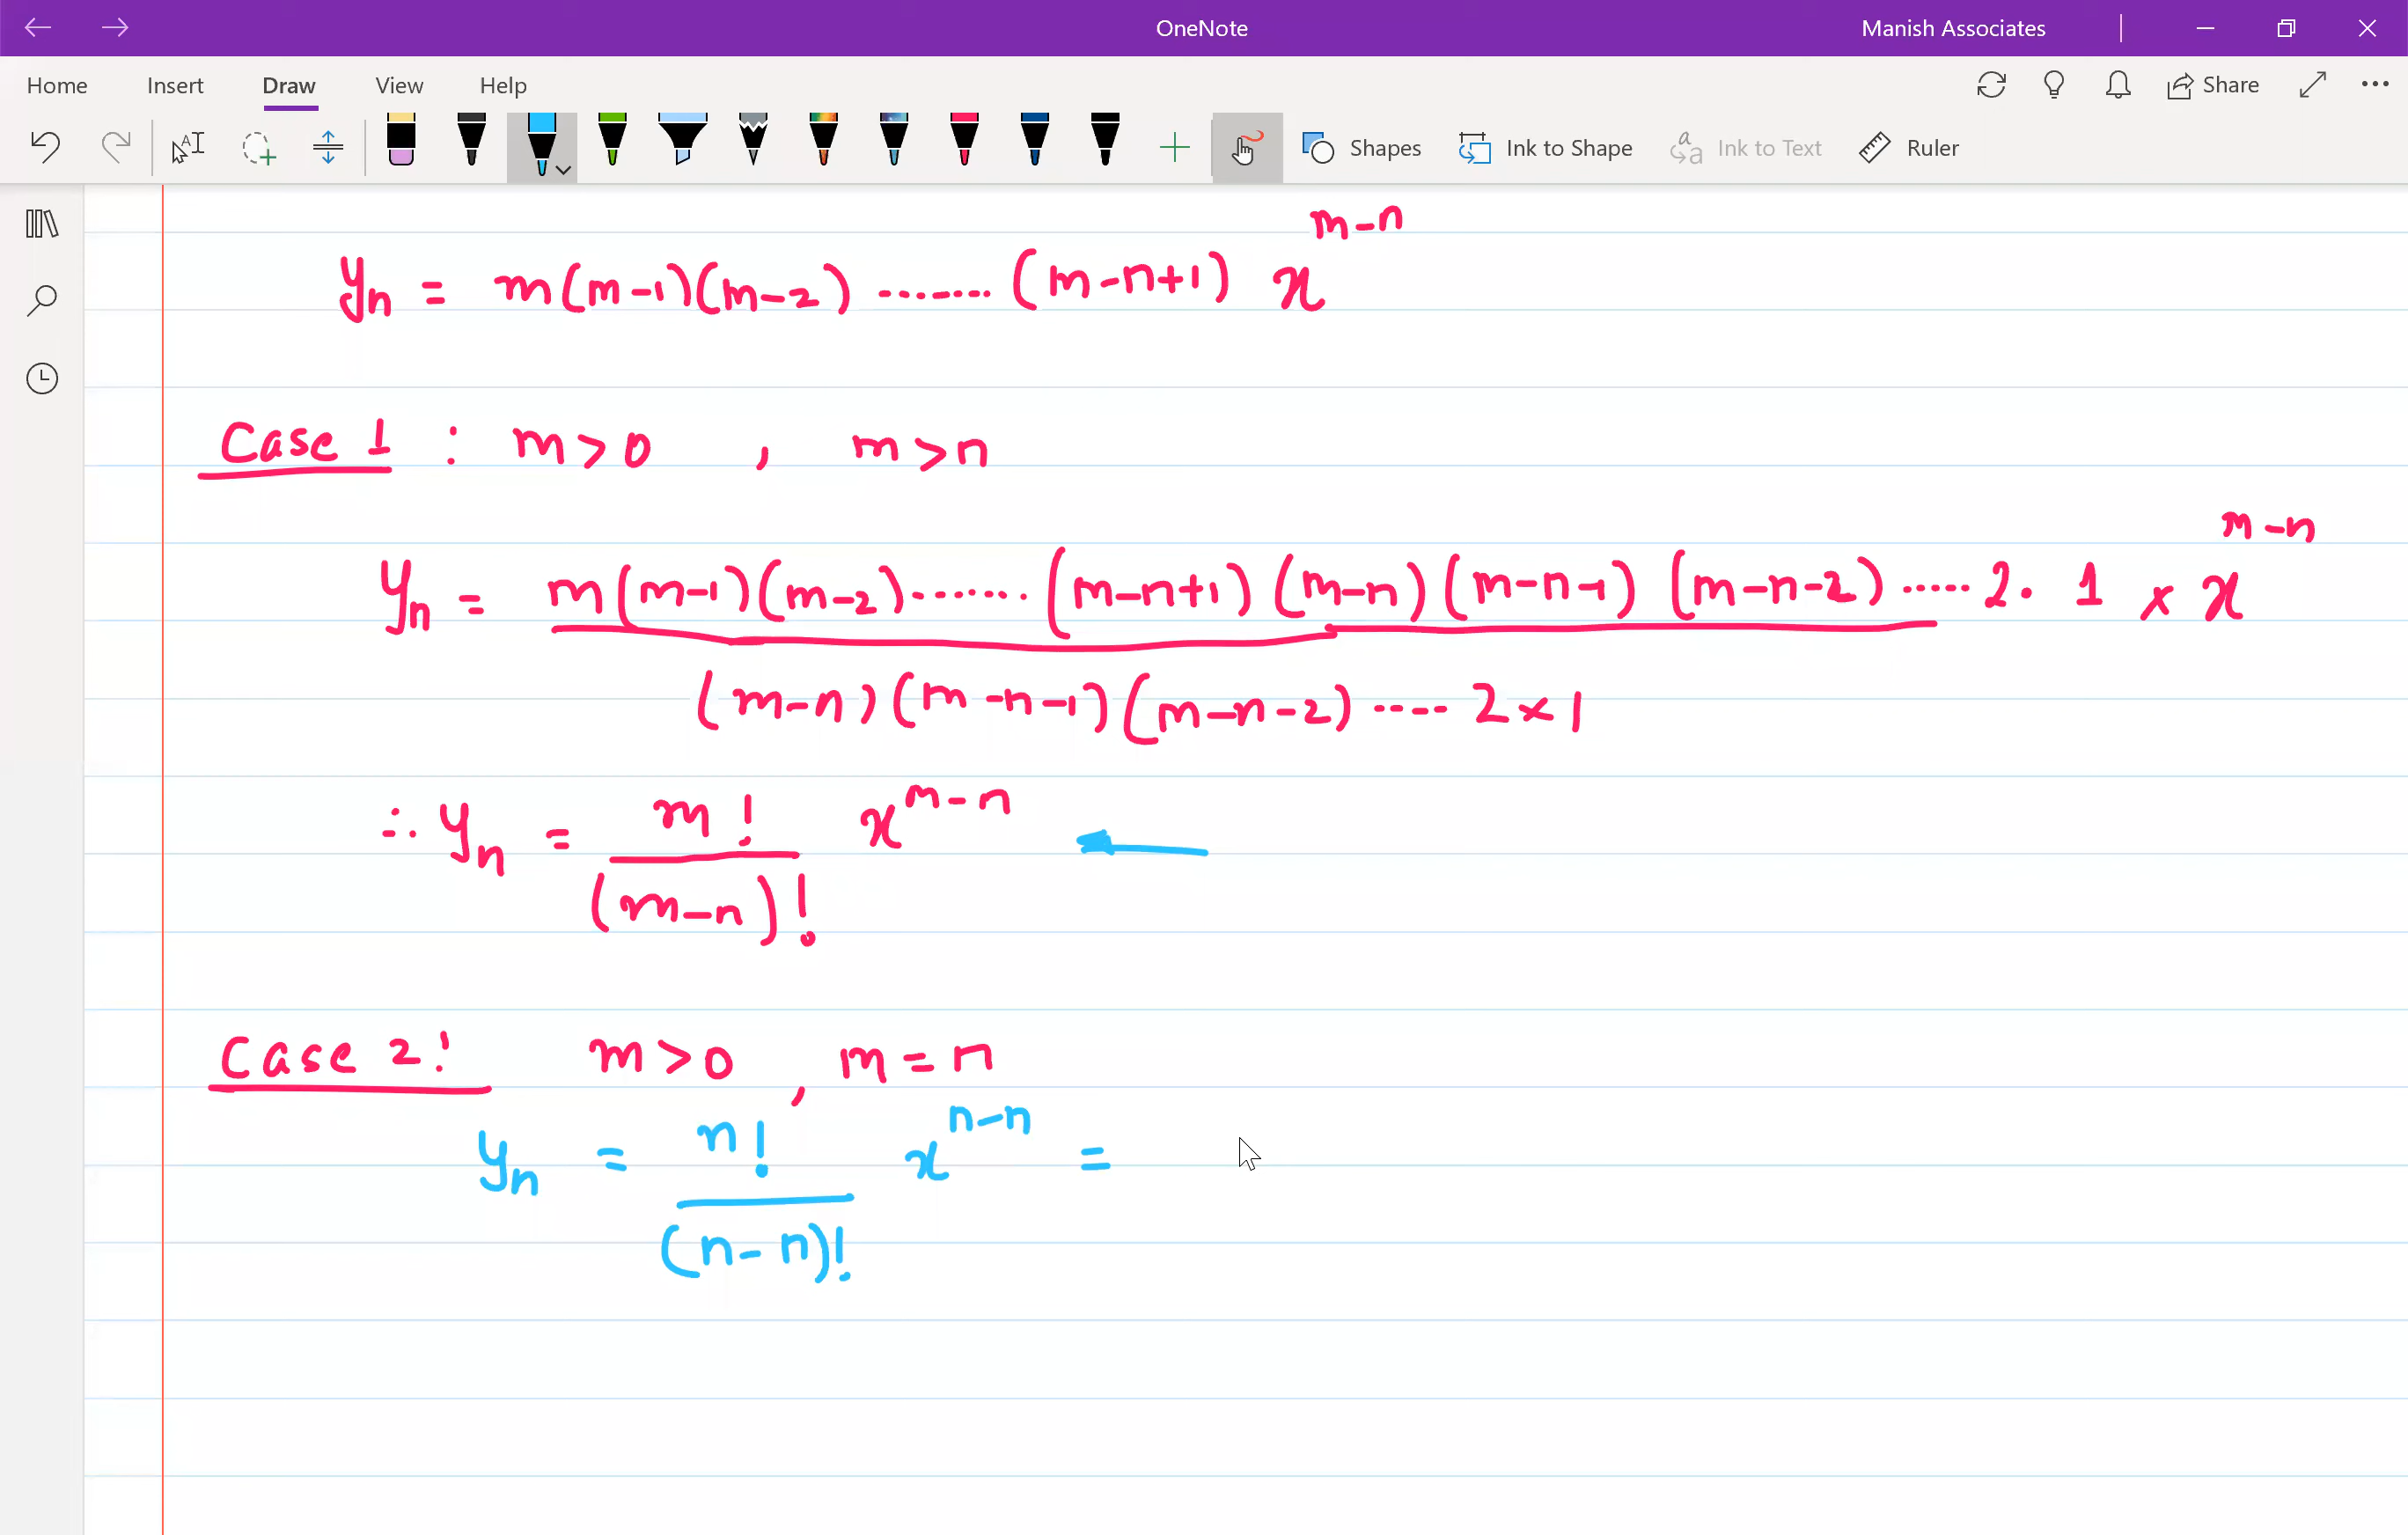 OneNote Manish Associates
Home Insert Draw View Help Share
Shapes Ink to Shape Ink to Text Ruler
yₙ = m(m-1)(m-2) ........ (m-n+1) x^(m-n)
Case 1 : m>0 , m>n
yₙ = m(m-1)(m-2)....... (m-n+1) (m-n) (m-n-1) (m-n-2) ..... 2. 1 × x^(m-n)
(m-n) (m-n-1) (m-n-2) ..... 2×1
∴ yₙ = m! / (m-n)! x^(m-n)
Case 2: m>0 , m=n
yₙ = n! / (n-n)! x^(n-n) =